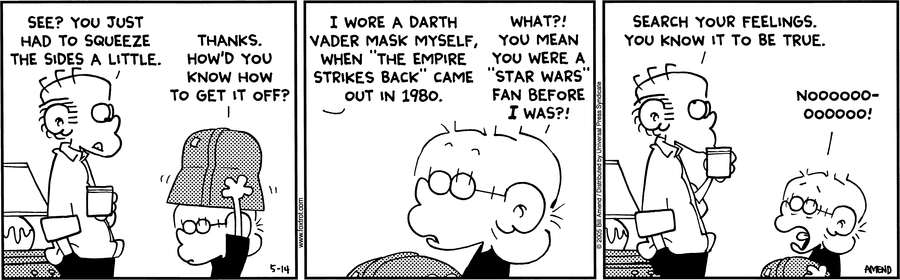 SEE? YOU JUST
HAD TO SQUEEZE
THE SIDES A LITTLE.
THANKS.
HOW'D YOU
KNOW HOW
TO GET IT OFF?
5-14
www.foxtrot.com
I WORE A DARTH
VADER MASK MYSELF,
WHEN "THE EMPIRE
STRIKES BACK" CAME
OUT IN 1980.
WHAT?!
YOU MEAN
YOU WERE A
"STAR WARS"
FAN BEFORE
I WAS?!
© 2005 Bill Amend / Distributed by Universal Press Syndicate
SEARCH YOUR FEELINGS.
YOU KNOW IT TO BE TRUE.
NOOOOOO-
OOOOOO!
AMEND